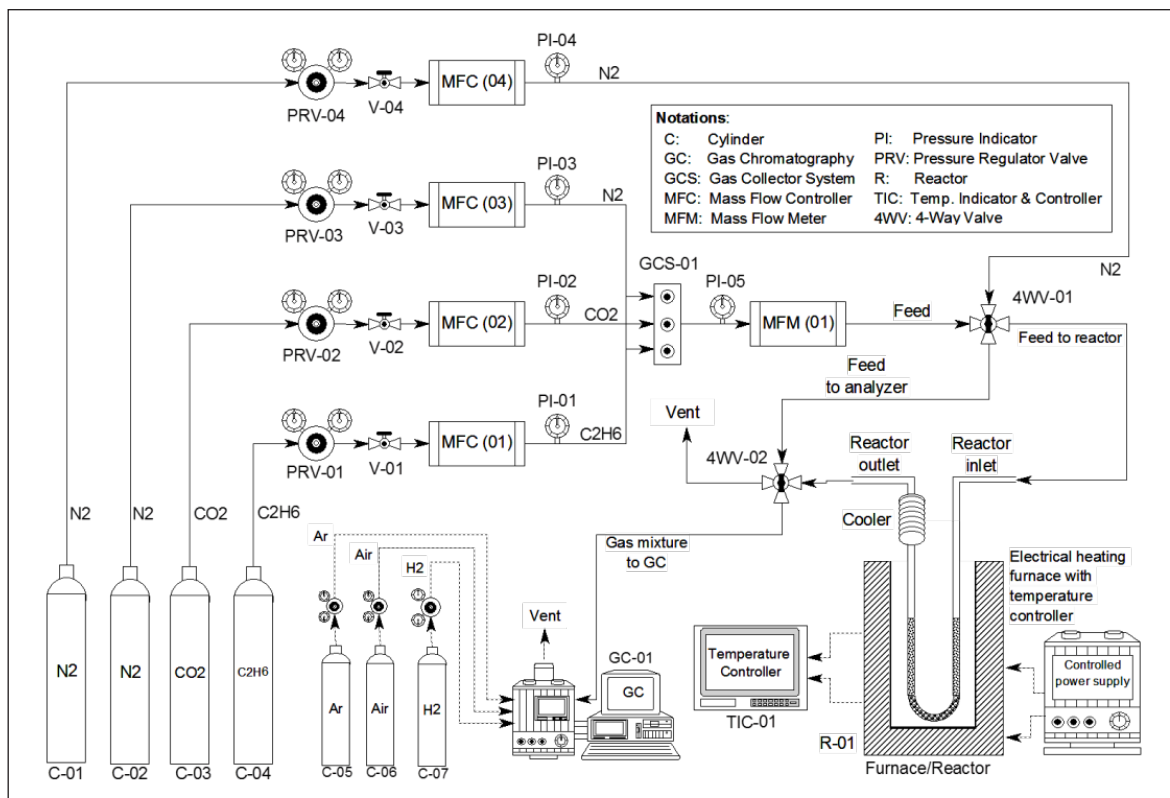 PI-04
N2
MFC (04)
PRV-04
V-04
Notations:
C: Cylinder
GC: Gas Chromatography
GCS: Gas Collector System
MFC: Mass Flow Controller
MFM: Mass Flow Meter
PI: Pressure Indicator
PRV: Pressure Regulator Valve
R: Reactor
TIC: Temp. Indicator & Controller
4WV: 4-Way Valve
PI-03
N2
MFC (03)
PRV-03
V-03
GCS-01
PI-02
CO2
MFC (02)
PRV-02
V-02
PI-05
MFM (01)
Feed
N2
4WV-01
Feed to reactor
Feed
to analyzer
PI-01
C2H6
MFC (01)
PRV-01
V-01
Vent
4WV-02
Reactor
outlet
Reactor
inlet
Cooler
Gas mixture
to GC
Electrical heating
furnace with
temperature
controller
N2
N2
CO2
C2H6
Ar
Air
H2
N2
N2
CO2
C2H6
Ar
Air
H2
C-01
C-02
C-03
C-04
C-05
C-06
C-07
Vent
GC-01
GC
Temperature
Controller
TIC-01
Controlled
power supply
R-01
Furnace/Reactor